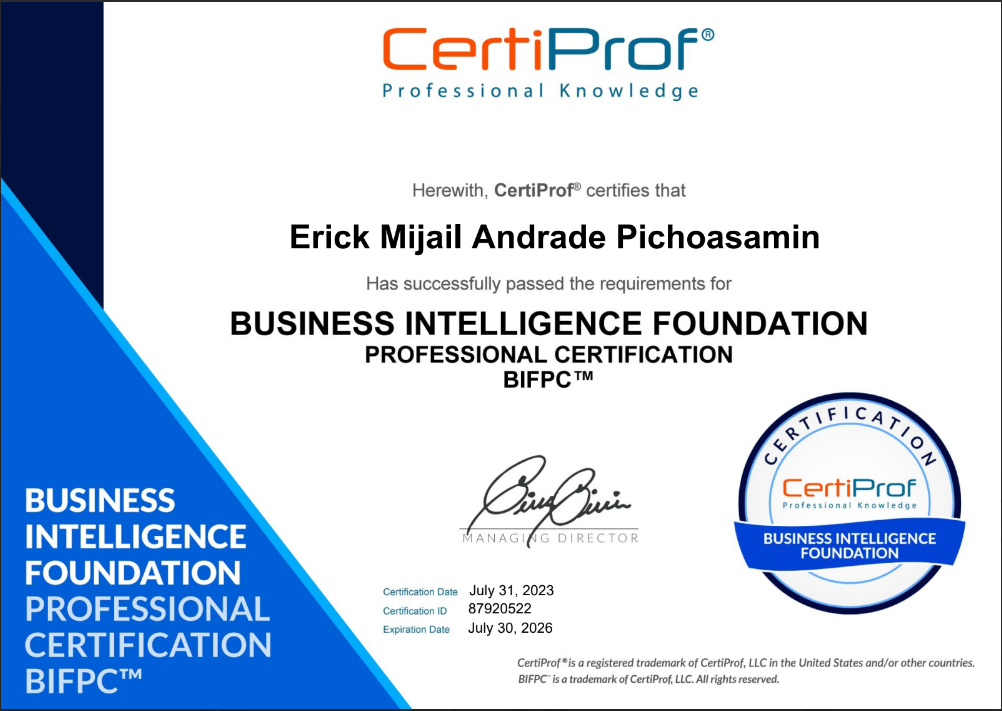 CertiProf®
Professional Knowledge
Herewith, CertiProf® certifies that
Erick Mijail Andrade Pichoasamin
Has successfully passed the requirements for
BUSINESS INTELLIGENCE FOUNDATION
PROFESSIONAL CERTIFICATION
BIFPC™
BUSINESS
INTELLIGENCE
FOUNDATION
PROFESSIONAL
CERTIFICATION
BIFPC™
MANAGING DIRECTOR
Certification Date July 31, 2023
Certification ID 87920522
Expiration Date July 30, 2026
CERTIFICATION
CertiProf
Professional Knowledge
BUSINESS INTELLIGENCE
FOUNDATION
CertiProf® is a registered trademark of CertiProf, LLC in the United States and/or other countries.
BIFPC™ is a trademark of CertiProf, LLC. All rights reserved.